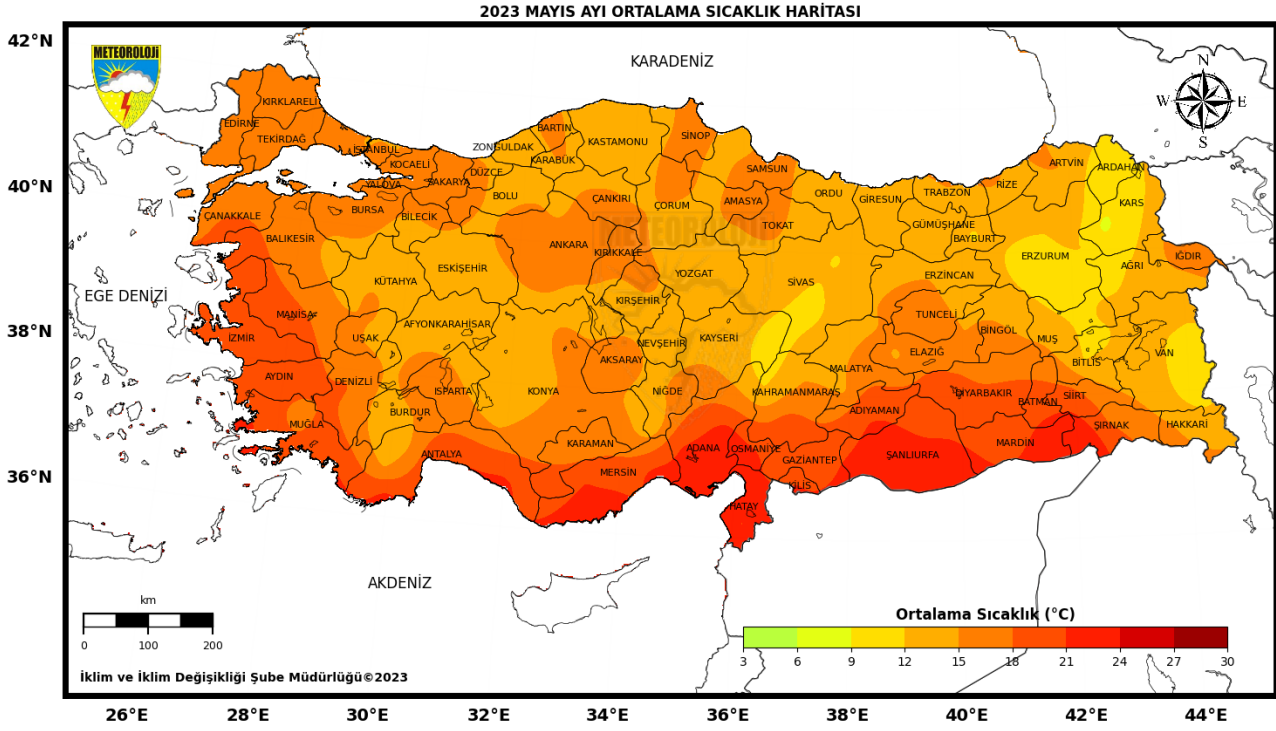 2023 MAYIS AYI ORTALAMA SICAKLIK HARİTASI
42°N
40°N
38°N
36°N
METEOROLOJİ
KARADENİZ
N
W E
S
KIRKLARELİ
EDİRNE
TEKİRDAĞ
İSTANBUL
KOCAELİ
YALOVA
SAKARYA
DÜZCE
ZONGULDAK
BARTIN
KARABÜK
KASTAMONU
SİNOP
SAMSUN
ORDU
GİRESUN
TRABZON
RİZE
ARTVİN
ARDAHAN
KARS
ÇANAKKALE
BURSA
BİLECİK
BOLU
ÇANKIRI
ÇORUM
AMASYA
TOKAT
GÜMÜŞHANE
BAYBURT
BALIKESİR
ESKİŞEHİR
ANKARA
KIRIKKALE
METEOROLOJİ
YOZGAT
SİVAS
ERZİNCAN
ERZURUM
AĞRI
IĞDIR
EGE DENİZİ
KÜTAHYA
MANİSA
İZMİR
UŞAK
AFYONKARAHİSAR
KIRŞEHİR
NEVŞEHİR
KAYSERİ
TUNCELİ
BİNGÖL
MUŞ
ELAZIĞ
BİTLİS
VAN
AYDIN
DENİZLİ
ISPARTA
BURDUR
KONYA
AKSARAY
NİĞDE
KAHRAMANMARAŞ
MALATYA
ADIYAMAN
DİYARBAKIR
BATMAN
SİİRT
ŞIRNAK
HAKKARİ
MUĞLA
ANTALYA
KARAMAN
MERSİN
ADANA
OSMANİYE
GAZİANTEP
KİLİS
HATAY
ŞANLIURFA
MARDİN
AKDENİZ
km
0 100 200
Ortalama Sıcaklık (°C)
3 6 9 12 15 18 21 24 27 30
İklim ve İklim Değişikliği Şube Müdürlüğü©2023
26°E 28°E 30°E 32°E 34°E 36°E 38°E 40°E 42°E 44°E